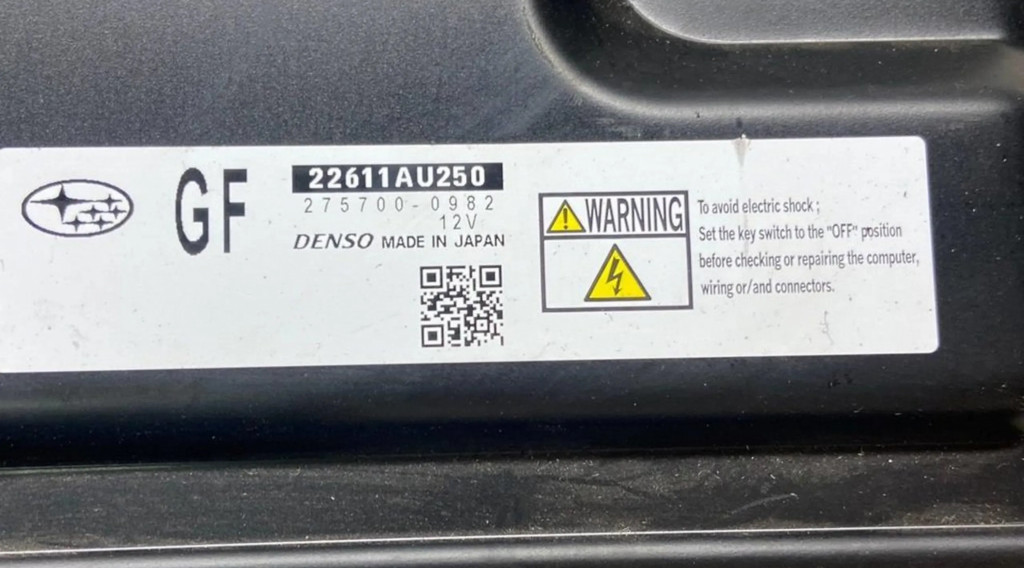 GF
22611AU250
275700-0982
12V
DENSO MADE IN JAPAN
WARNING
To avoid electric shock ;
Set the key switch to the "OFF" position
before checking or repairing the computer,
wiring or/and connectors.